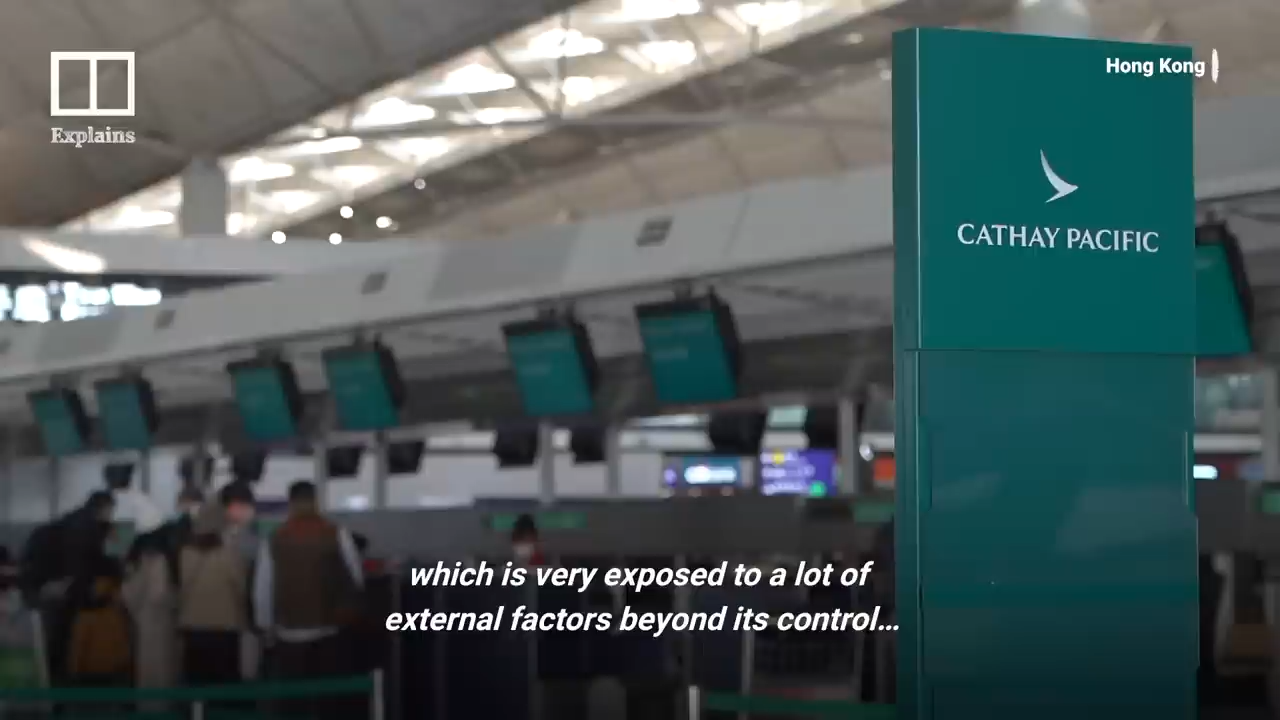 Explains
Hong Kong
CATHAY PACIFIC
which is very exposed to a lot of
external factors beyond its control...